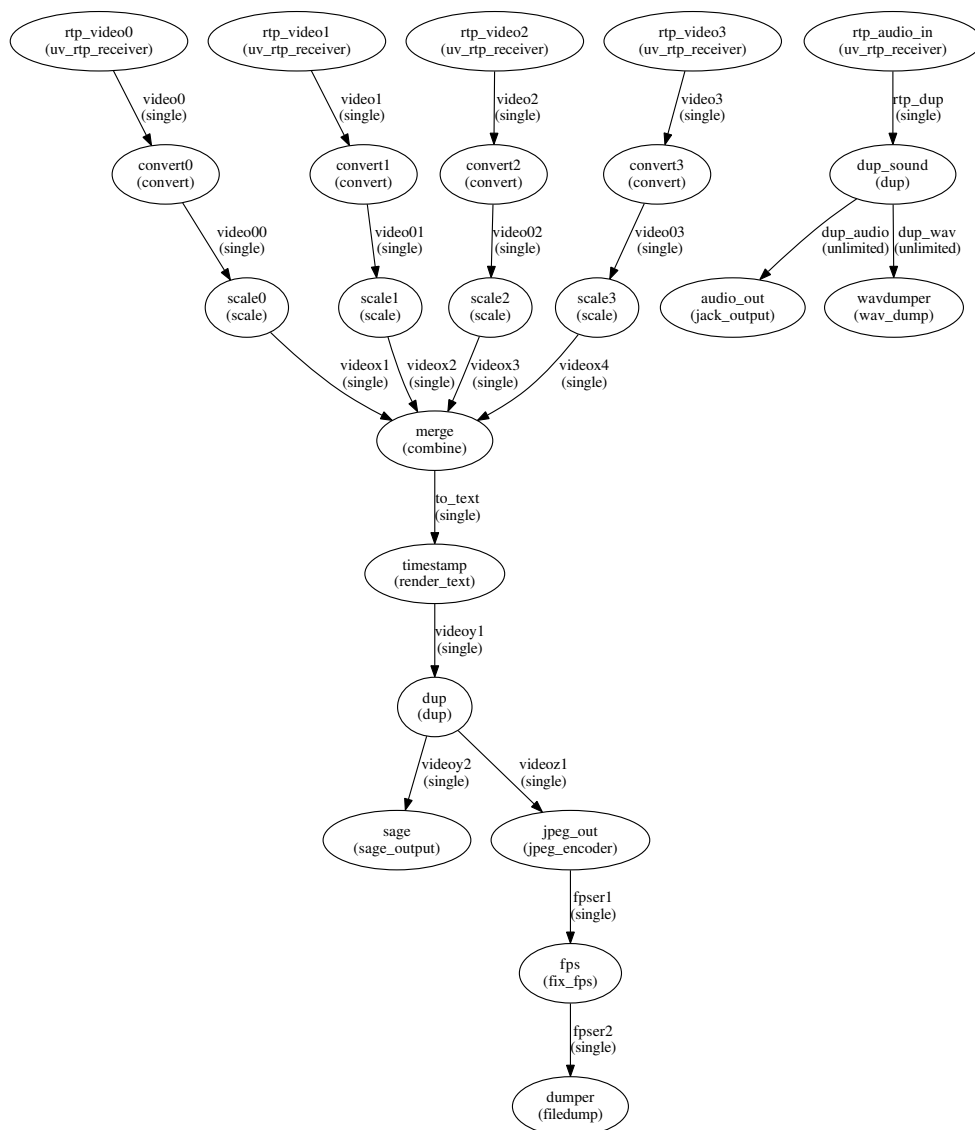 rtp_video0
(uv_rtp_receiver)
rtp_video1
(uv_rtp_receiver)
rtp_video2
(uv_rtp_receiver)
rtp_video3
(uv_rtp_receiver)
rtp_audio_in
(uv_rtp_receiver)
video0
(single)
video1
(single)
video2
(single)
video3
(single)
rtp_dup
(single)
convert0
(convert)
convert1
(convert)
convert2
(convert)
convert3
(convert)
dup_sound
(dup)
video00
(single)
video01
(single)
video02
(single)
video03
(single)
dup_audio
(unlimited)
dup_wav
(unlimited)
scale0
(scale)
scale1
(scale)
scale2
(scale)
scale3
(scale)
audio_out
(jack_output)
wavdumper
(wav_dump)
videox1
(single)
videox2
(single)
videox3
(single)
videox4
(single)
merge
(combine)
to_text
(single)
timestamp
(render_text)
videoy1
(single)
dup
(dup)
videoy2
(single)
videoz1
(single)
sage
(sage_output)
jpeg_out
(jpeg_encoder)
fpser1
(single)
fps
(fix_fps)
fpser2
(single)
dumper
(filedump)